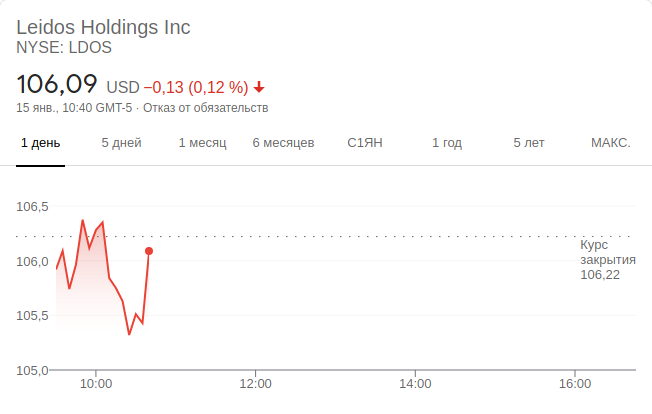 Leidos Holdings Inc
NYSE: LDOS
106,09 USD −0,13 (0,12 %)
15 янв., 10:40 GMT-5 · Отказ от обязательств
1 день 5 дней 1 месяц 6 месяцев С1ЯН 1 год 5 лет МАКС.
106,5
Курс
закрытия
106,22
106,0
105,5
105,0
10:00 12:00 14:00 16:00